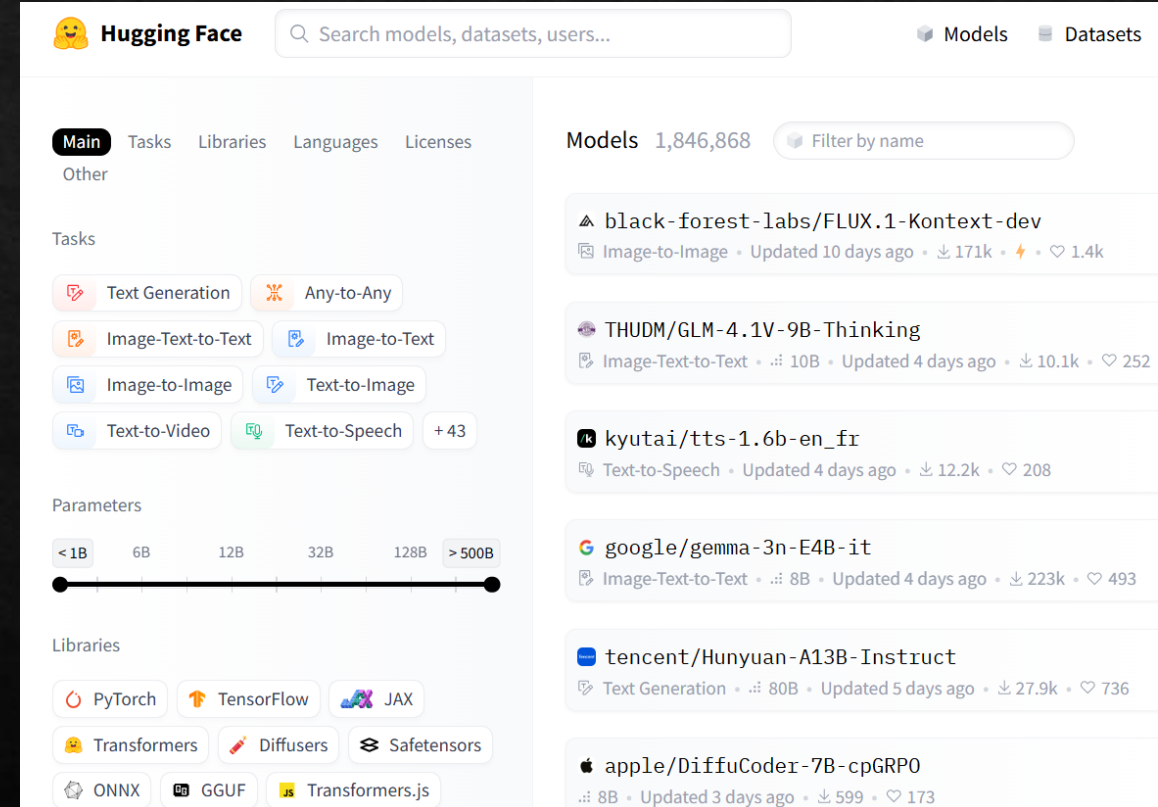 Hugging Face
Search models, datasets, users...
Models
Datasets
Main Tasks Libraries Languages Licenses
Other
Tasks
Text Generation Any-to-Any
Image-Text-to-Text Image-to-Text
Image-to-Image Text-to-Image
Text-to-Video Text-to-Speech + 43
Parameters
< 1B 6B 12B 32B 128B > 500B
Libraries
PyTorch TensorFlow JAX
Transformers Diffusers Safetensors
ONNX GGUF Transformers.js
Models 1,846,868 Filter by name
black-forest-labs/FLUX.1-Kontext-dev
Image-to-Image • Updated 10 days ago • 171k • • 1.4k
THUDM/GLM-4.1V-9B-Thinking
Image-Text-to-Text • 10B • Updated 4 days ago • 10.1k • 252
kyutai/tts-1.6b-en_fr
Text-to-Speech • Updated 4 days ago • 12.2k • 208
google/gemma-3n-E4B-it
Image-Text-to-Text • 8B • Updated 4 days ago • 223k • 493
tencent/Hunyuan-A13B-Instruct
Text Generation • 80B • Updated 5 days ago • 27.9k • 736
apple/DiffuCoder-7B-cpGRPO
8B • Updated 3 days ago • 599 • 173